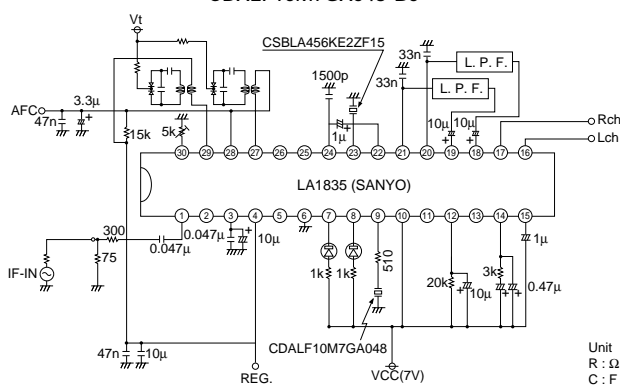 Vt
CSBLA456KE2ZF15
33n
1500p
33n
L. P. F.
L. P. F.
AFC
3.3μ
47n
15k
5k
1μ
10μ
10μ
Rch
Lch
30 29 28 27 26 25 24 23 22 21 20 19 18 17 16
LA1835 (SANYO)
1 2 3 4 5 6 7 8 9 10 11 12 13 14 15
300
0.047μ
0.047μ
10μ
75
IF-IN
1k
1k
510
20k
10μ
3k
0.47μ
1μ
47n
10μ
CDALF10M7GA048
REG.
VCC(7V)
Unit
R : Ω
C : F